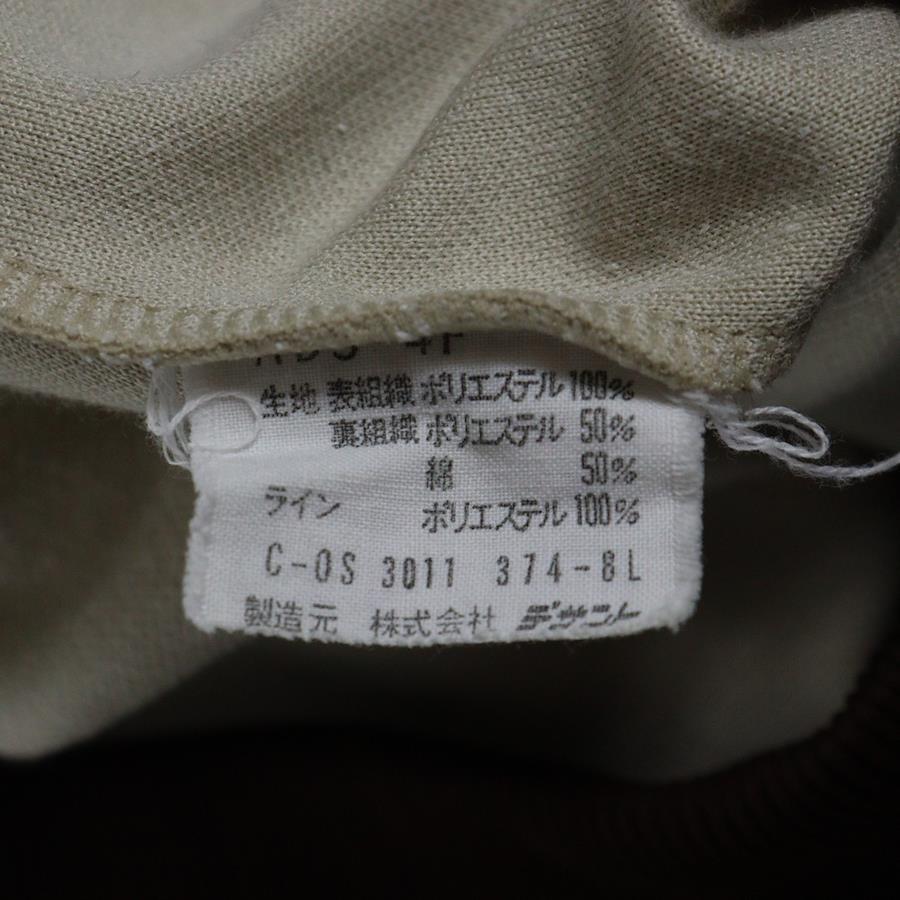 ADS 4F
生地 表組織 ポリエステル 100%
裏組織 ポリエステル 50%
綿 50%
ライン ポリエステル 100%
C-OS 3011 374-8L
製造元 株式会社 デサント